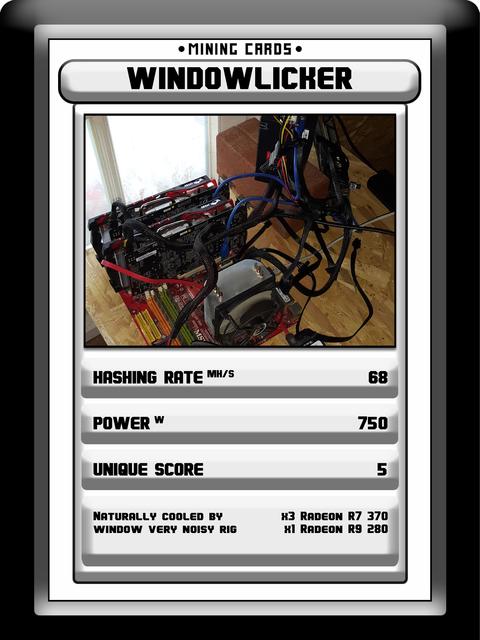 •MINING CARDS•
WINDOWLICKER
HASHING RATE MH/S 68
POWER W 750
UNIQUE SCORE 5
NATURALLY COOLED BY x3 RADEON R7 370
WINDOW VERY NOISY RIG x1 RADEON R9 280